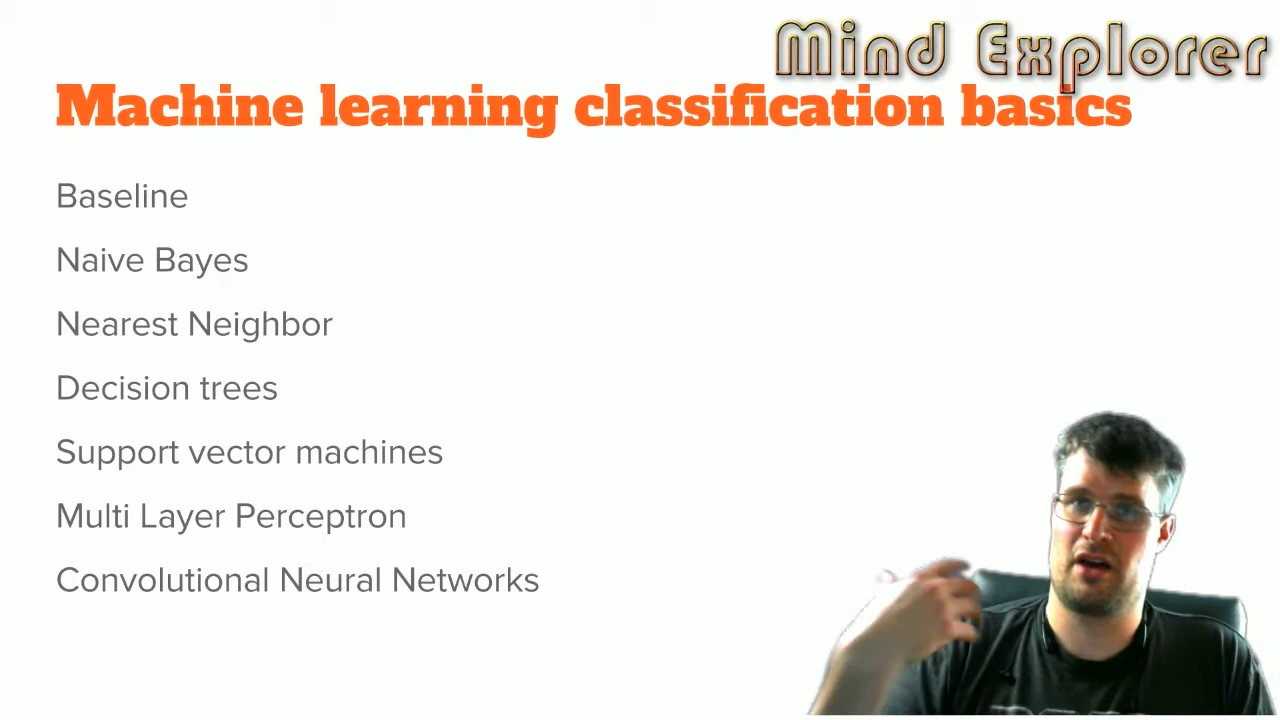 Mind Explorer
Machine learning classification basics
Baseline
Naive Bayes
Nearest Neighbor
Decision trees
Support vector machines
Multi Layer Perceptron
Convolutional Neural Networks